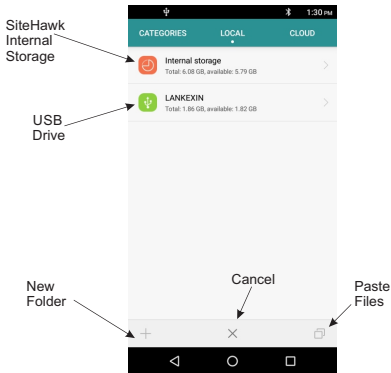 SiteHawk
Internal
Storage
1:30 PM
CATEGORIES LOCAL CLOUD
Internal storage
Total: 6.08 GB, available: 5.79 GB
LANKEXIN
Total: 1.86 GB, available: 1.82 GB
USB
Drive
New
Folder
Cancel
Paste
Files